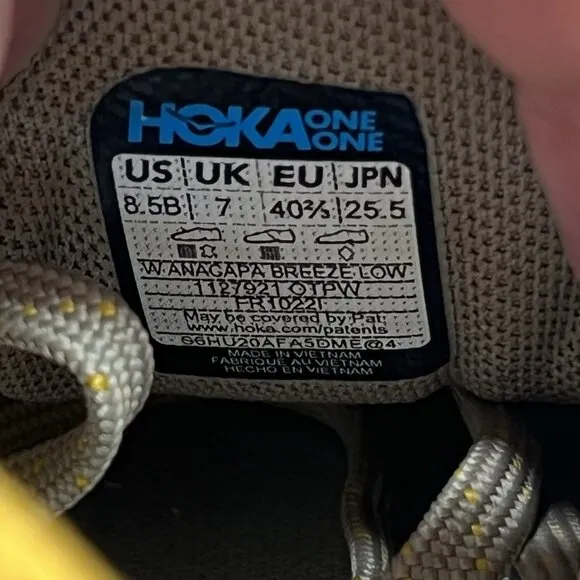 HOKA ONE ONE
US UK EU JPN
8.5B 7 40⅔ 25.5
W ANACAPA BREEZE LOW
1127921 OTPW
FR10221
May be covered by Pat:
www.hoka.com/patents
S6HU20AFA5DME@4
MADE IN VIETNAM
FABRIQUÉ AU VIETNAM
HECHO EN VIETNAM